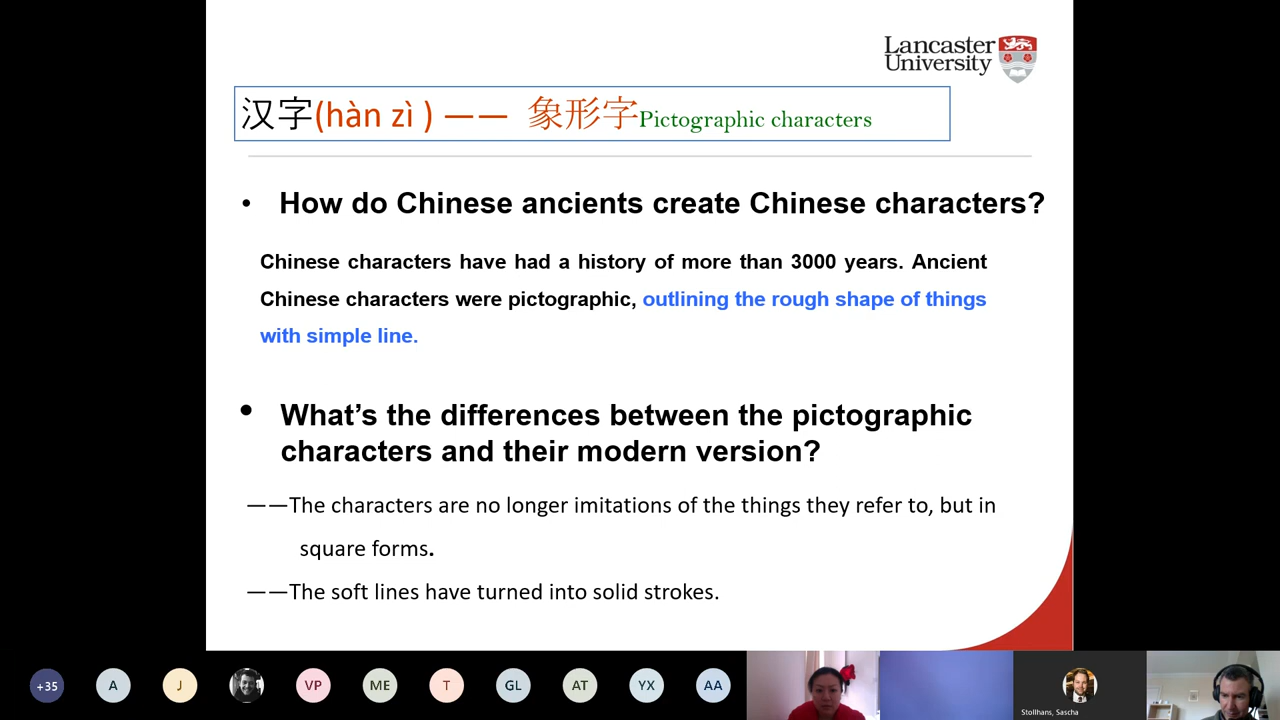 Lancaster
University
汉字(hàn zì ) —— 象形字Pictographic characters
• How do Chinese ancients create Chinese characters?
Chinese characters have had a history of more than 3000 years. Ancient
Chinese characters were pictographic, outlining the rough shape of things
with simple line.
• What’s the differences between the pictographic
characters and their modern version?
——The characters are no longer imitations of the things they refer to, but in
square forms.
——The soft lines have turned into solid strokes.
+35 A J VP ME T GL AT YX AA
Stollhans, Sascha